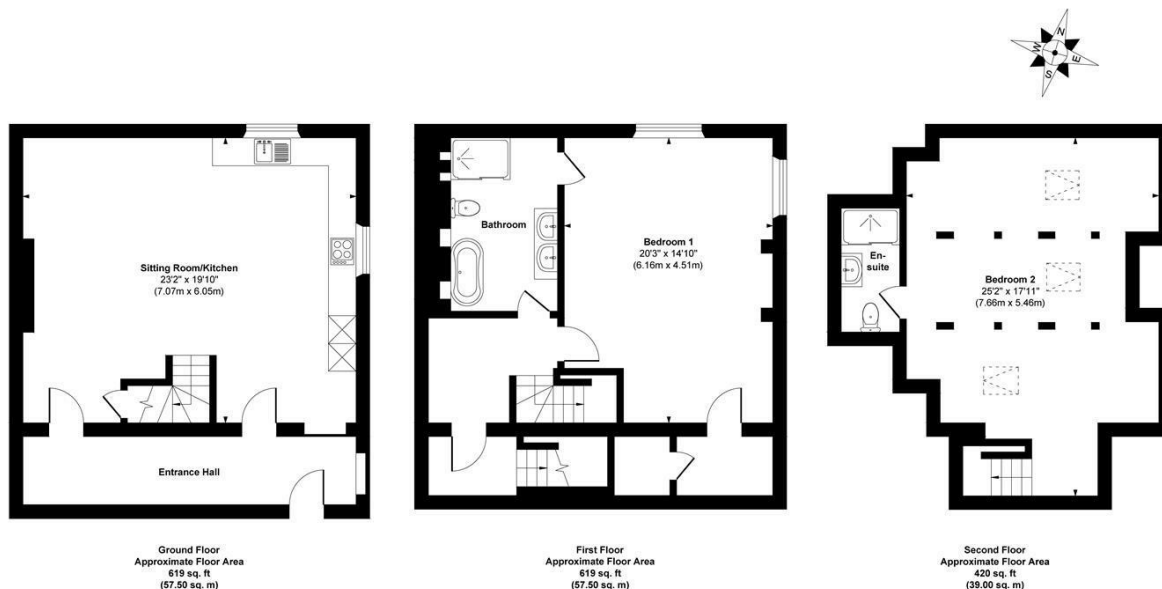 N
W
E
S
Sitting Room/Kitchen
23'2" x 19'10"
(7.07m x 6.05m)
Entrance Hall
Ground Floor
Approximate Floor Area
619 sq. ft
(57.50 sq. m)
Bathroom
Bedroom 1
20'3" x 14'10"
(6.16m x 4.51m)
First Floor
Approximate Floor Area
619 sq. ft
(57.50 sq. m)
En-
suite
Bedroom 2
25'2" x 17'11"
(7.66m x 5.46m)
Second Floor
Approximate Floor Area
420 sq. ft
(39.00 sq. m)